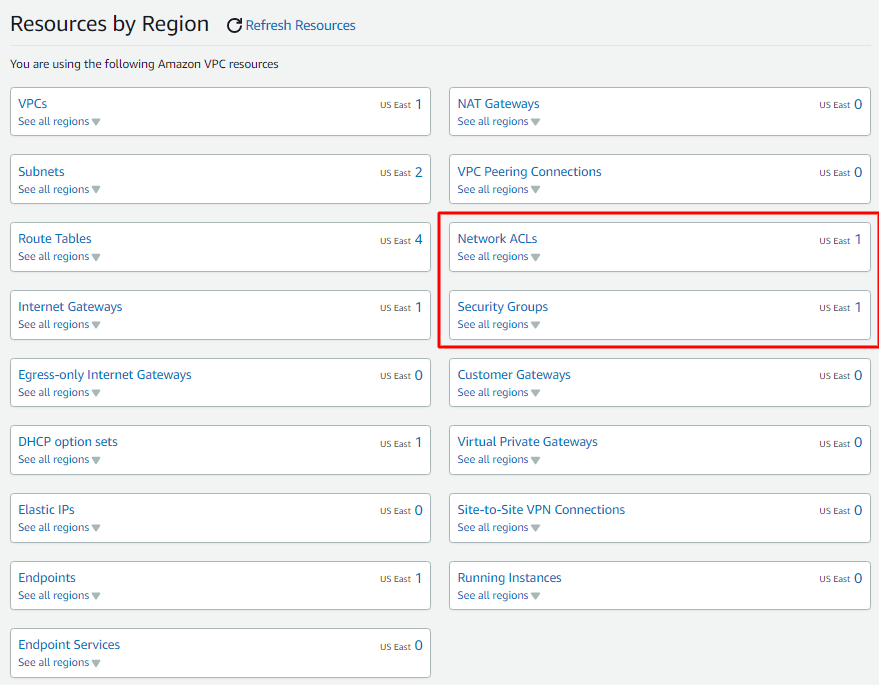 Resources by Region Refresh Resources
You are using the following Amazon VPC resources
VPCs US East 1
See all regions
NAT Gateways US East 0
See all regions
Subnets US East 2
See all regions
VPC Peering Connections US East 0
See all regions
Route Tables US East 4
See all regions
Network ACLs US East 1
See all regions
Internet Gateways US East 1
See all regions
Security Groups US East 1
See all regions
Egress-only Internet Gateways US East 0
See all regions
Customer Gateways US East 0
See all regions
DHCP option sets US East 1
See all regions
Virtual Private Gateways US East 0
See all regions
Elastic IPs US East 0
See all regions
Site-to-Site VPN Connections US East 0
See all regions
Endpoints US East 1
See all regions
Running Instances US East 0
See all regions
Endpoint Services US East 0
See all regions